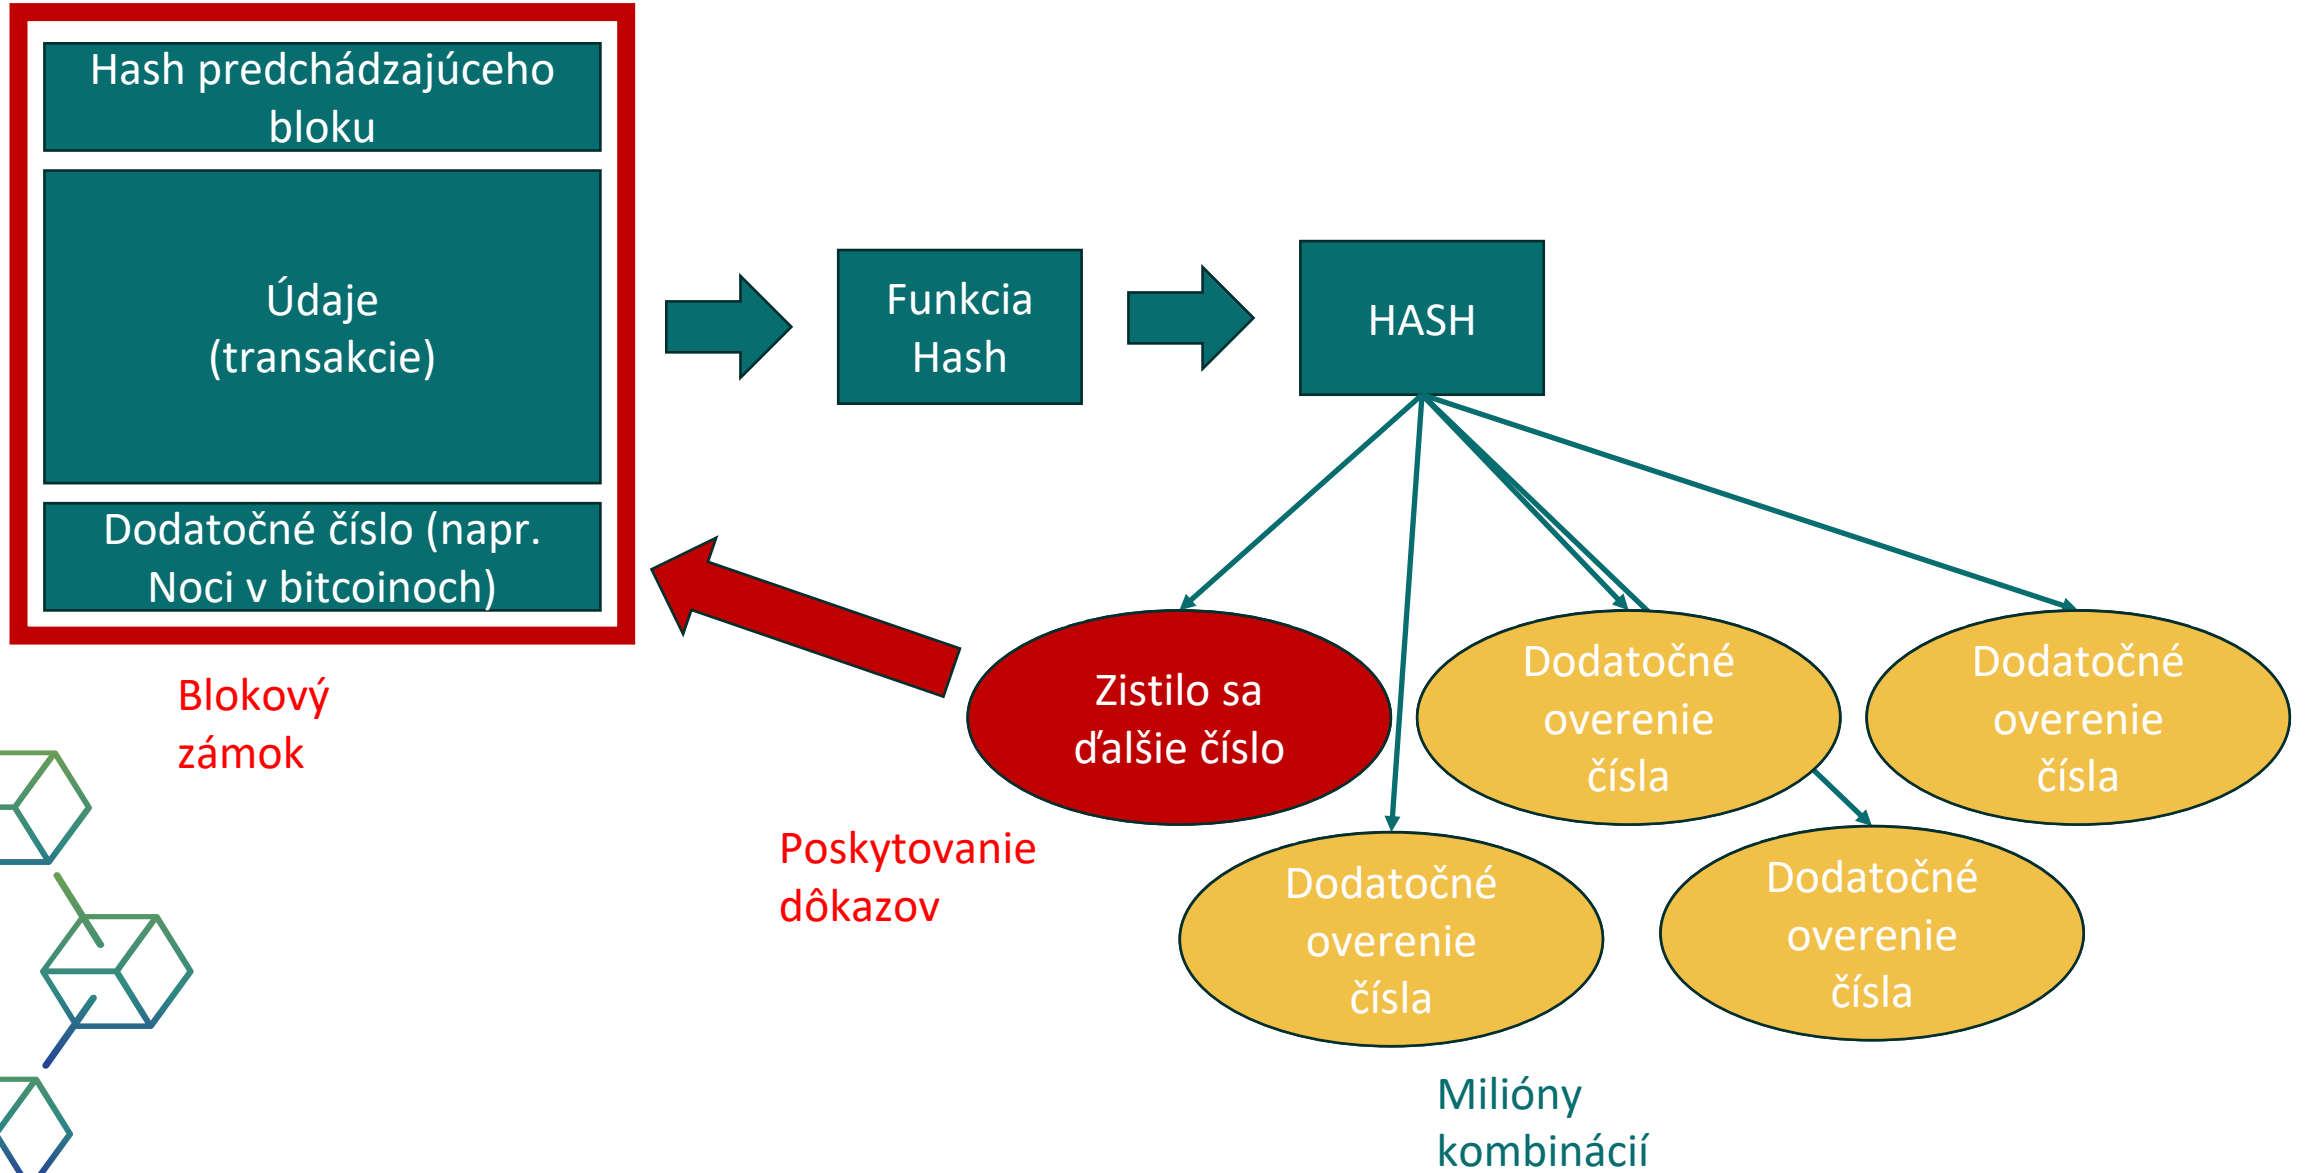 Hash predchádzajúceho
bloku
Údaje
(transakcie)
Dodatočné číslo (napr.
Noci v bitcoinoch)
Blokový
zámok
Funkcia
Hash
HASH
Zistilo sa
ďalšie číslo
Dodatočné
overenie
čísla
Dodatočné
overenie
čísla
Poskytovanie
dôkazov
Dodatočné
overenie
čísla
Dodatočné
overenie
čísla
Milióny
kombinácií